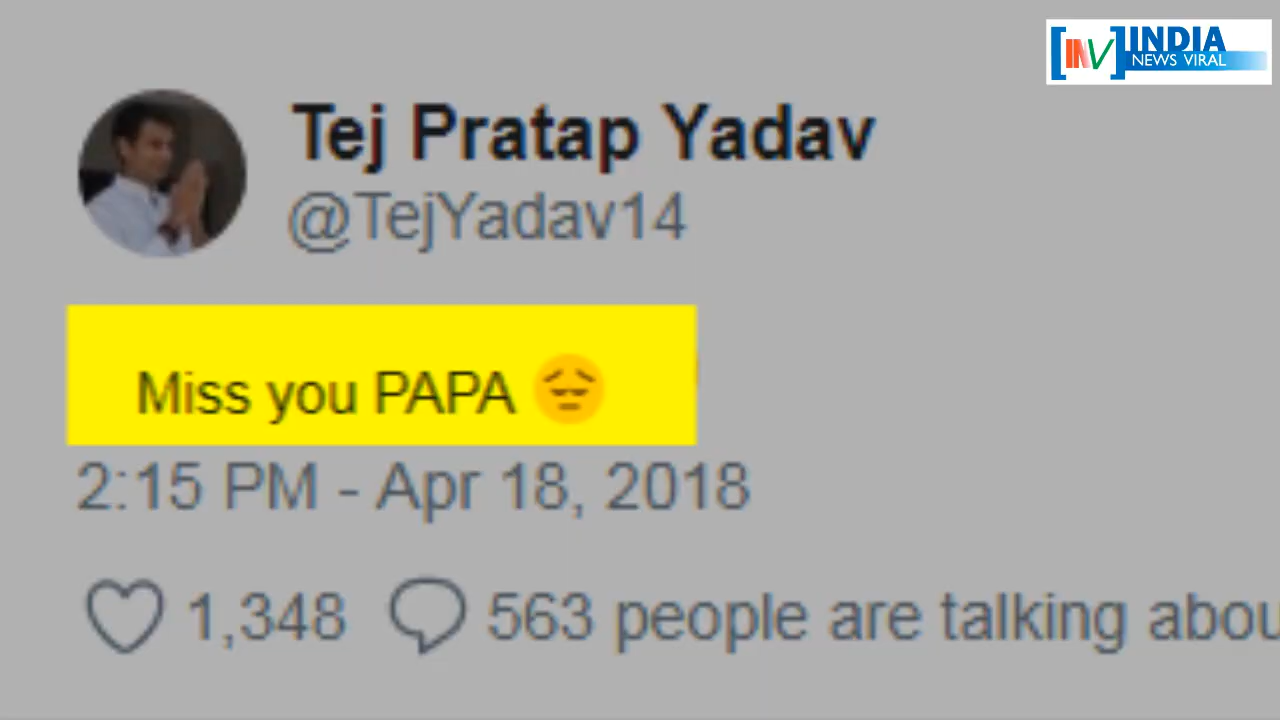 [INV] INDIA
NEWS VIRAL
Tej Pratap Yadav
@TejYadav14
Miss you PAPA 😔
2:15 PM - Apr 18, 2018
1,348 563 people are talking abou